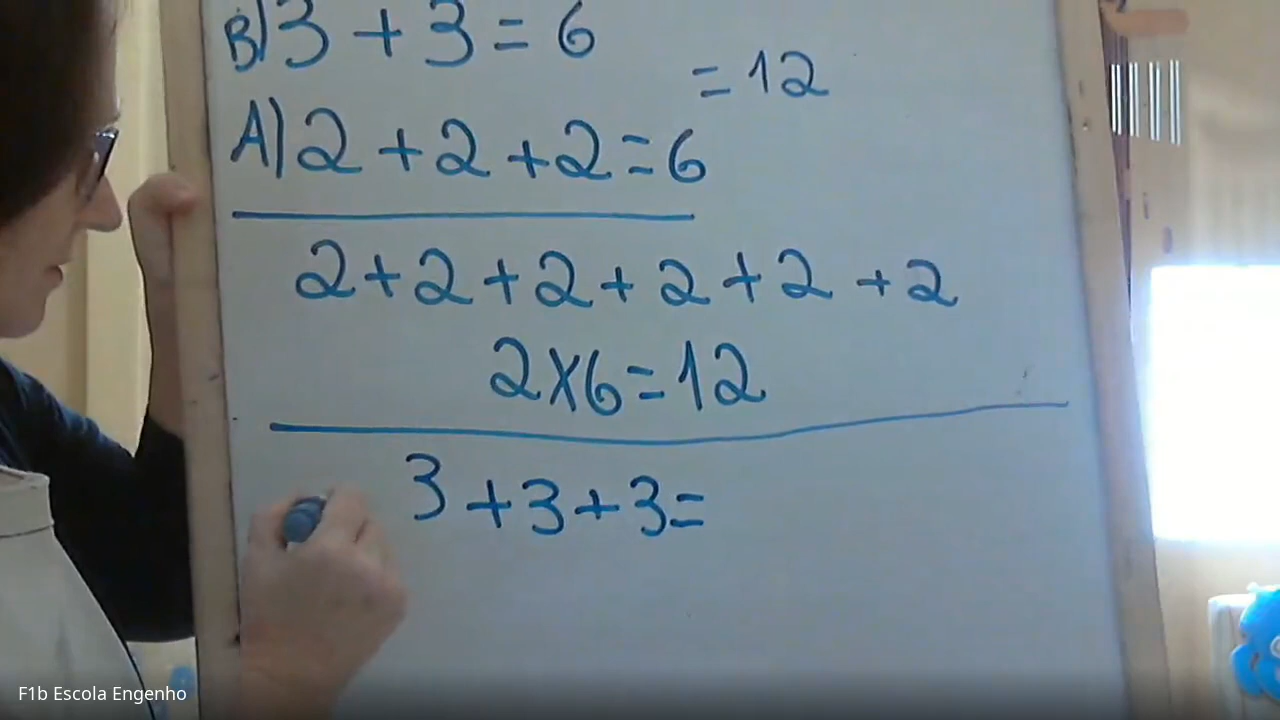 B) 3 + 3 = 6
= 12
A) 2 + 2 + 2 = 6
2 + 2 + 2 + 2 + 2 + 2
2 X 6 = 12
3 + 3 + 3 =
F1b Escola Engenho